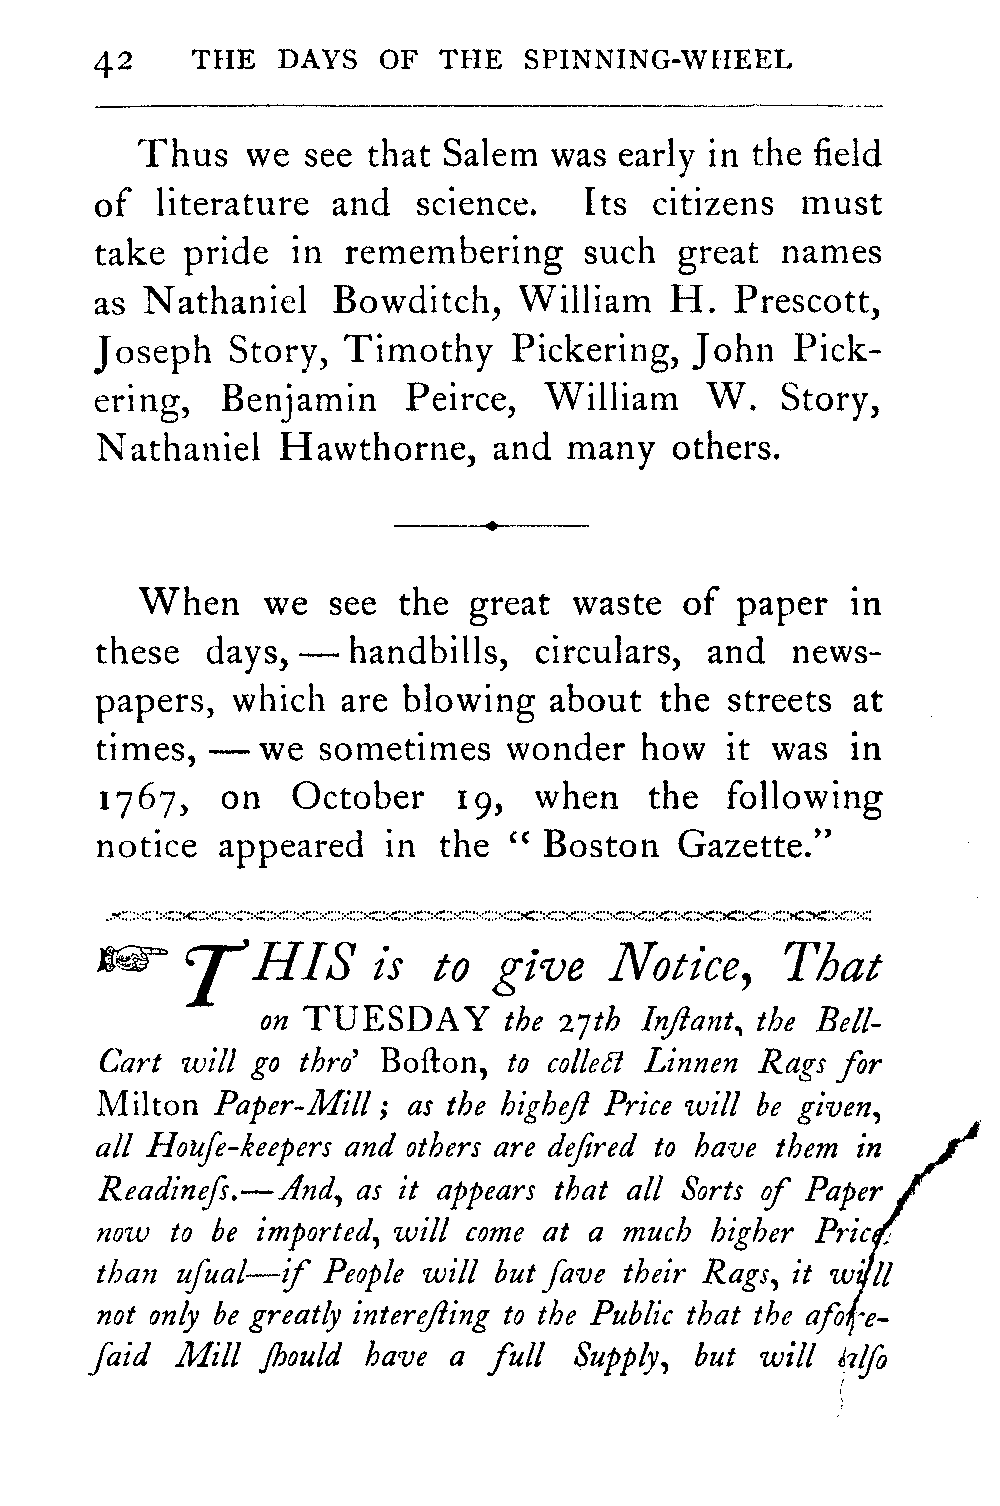 42 THE DAYS OF THE SPINNING-WHEEL
Thus we see that Salem was early in the field
of literature and science. Its citizens must
take pride in remembering such great names
as Nathaniel Bowditch, William H. Prescott,
Joseph Story, Timothy Pickering, John Pick-
ering, Benjamin Peirce, William W. Story,
Nathaniel Hawthorne, and many others.
When we see the great waste of paper in
these days, — handbills, circulars, and news-
papers, which are blowing about the streets at
times, — we sometimes wonder how it was in
1767, on October 19, when the following
notice appeared in the “ Boston Gazette.”
☞ THIS is to give Notice, That
on TUESDAY the 27th Inſtant, the Bell-
Cart will go thro’ Boſton, to collect Linnen Rags for
Milton Paper-Mill ; as the higheſt Price will be given,
all Houſe-keepers and others are deſired to have them in
Readineſs.—And, as it appears that all Sorts of Paper
now to be imported, will come at a much higher Price,
than uſual—if People will but ſave their Rags, it will
not only be greatly intereſting to the Public that the afore-
ſaid Mill ſhould have a full Supply, but will alſo